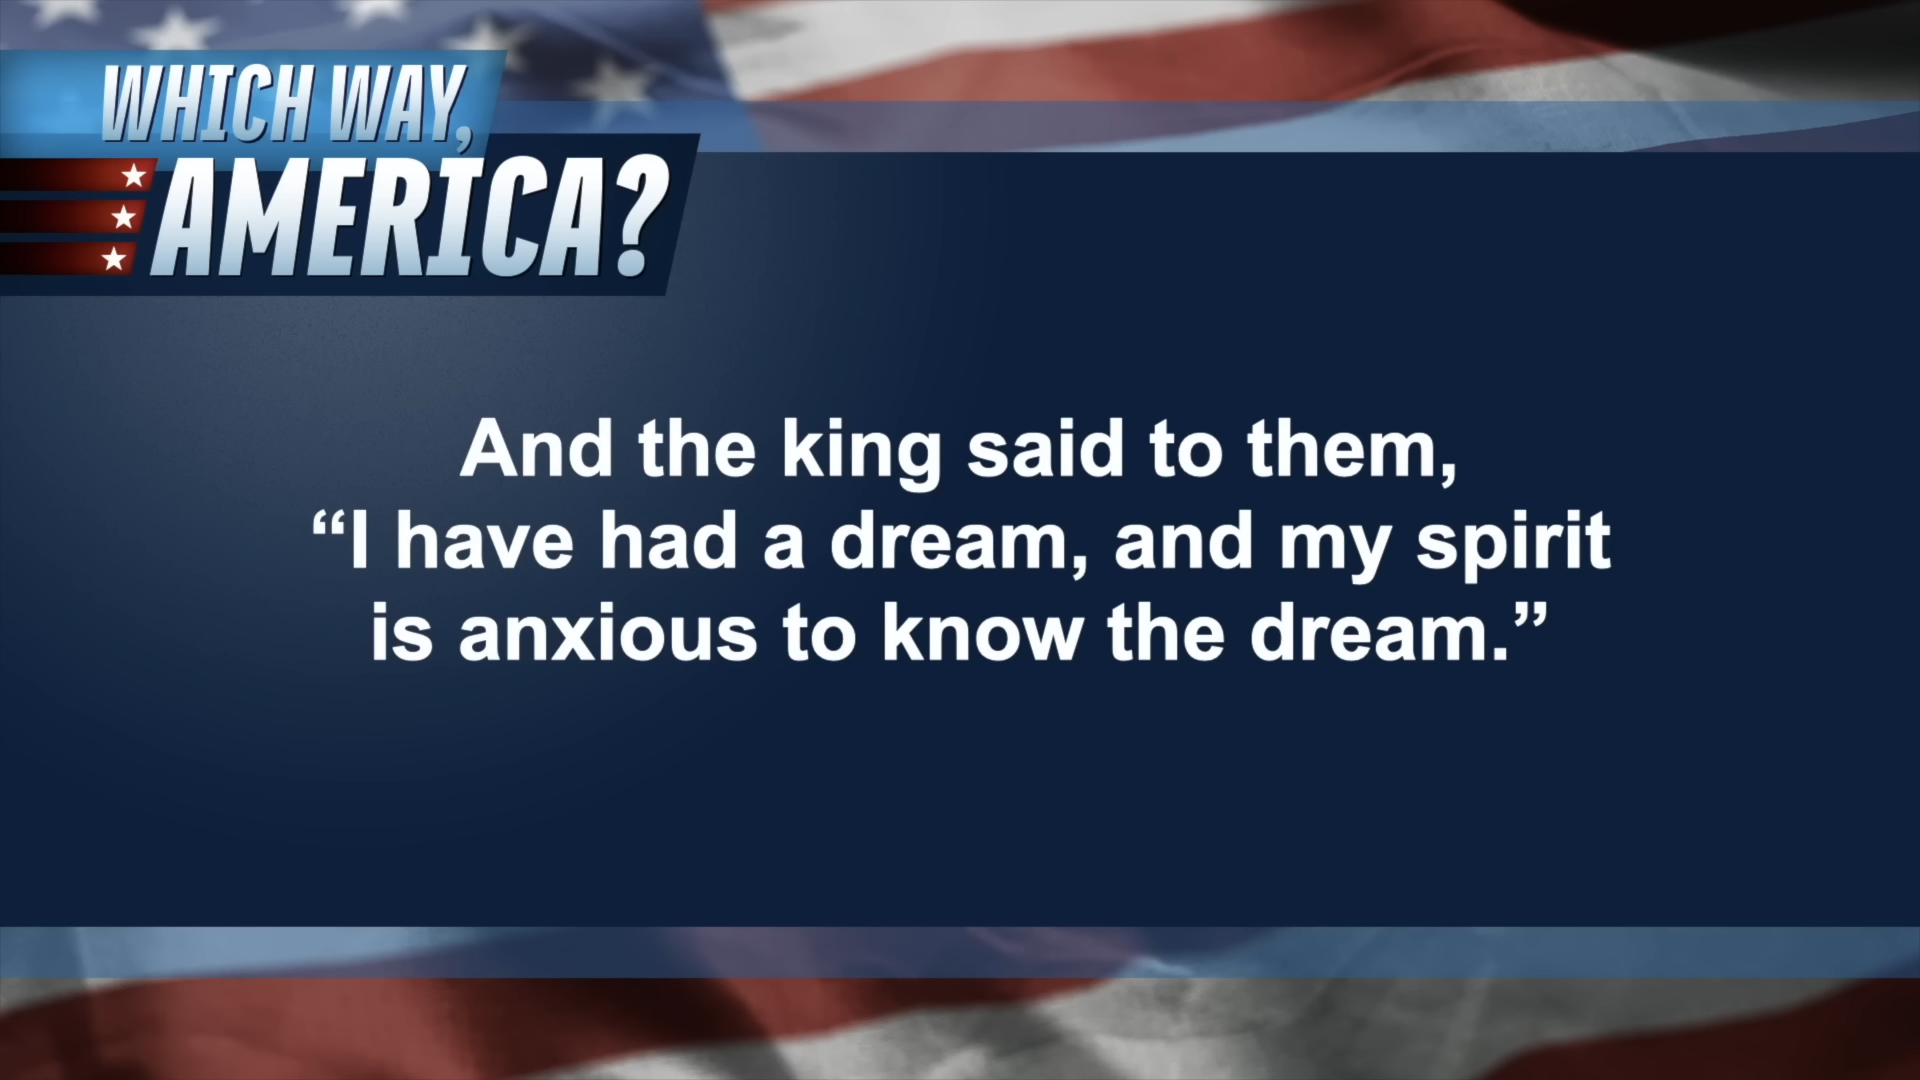 WHICH WAY,
AMERICA?
And the king said to them,
“I have had a dream, and my spirit
is anxious to know the dream.”